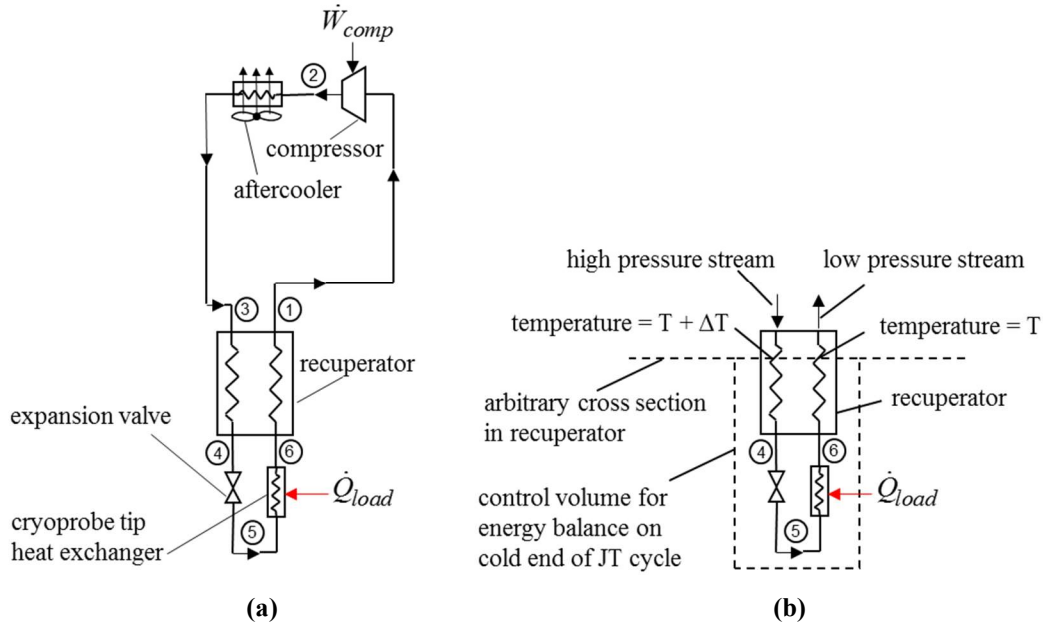 Ẇcomp
②
compressor
aftercooler
③
①
recuperator
expansion valve
④
⑥
Q̇load
cryoprobe tip
heat exchanger
⑤
(a)
high pressure stream
low pressure stream
temperature = T + ΔT
temperature = T
arbitrary cross section
in recuperator
recuperator
④
⑥
Q̇load
control volume for
energy balance on
cold end of JT cycle
⑤
(b)